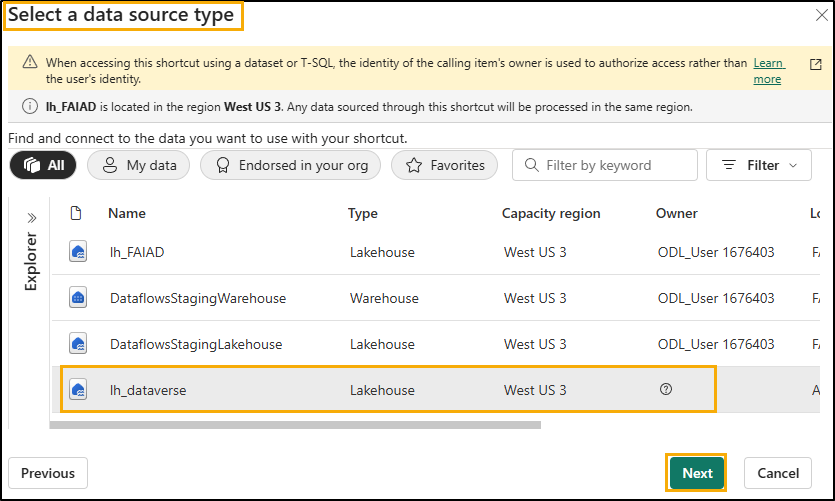 Select a data source type
When accessing this shortcut using a dataset or T-SQL, the identity of the calling item's owner is used to authorize access rather than Learn
the user's identity. more
lh_FAIAD is located in the region West US 3. Any data sourced through this shortcut will be processed in the same region.
Find and connect to the data you want to use with your shortcut.
All My data Endorsed in your org Favorites Filter by keyword Filter
Explorer
Name Type Capacity region Owner Lo
lh_FAIAD Lakehouse West US 3 ODL_User 1676403 FA
DataflowsStagingWarehouse Warehouse West US 3 ODL_User 1676403 FA
DataflowsStagingLakehouse Lakehouse West US 3 ODL_User 1676403 FA
lh_dataverse Lakehouse West US 3 A
Previous Next Cancel